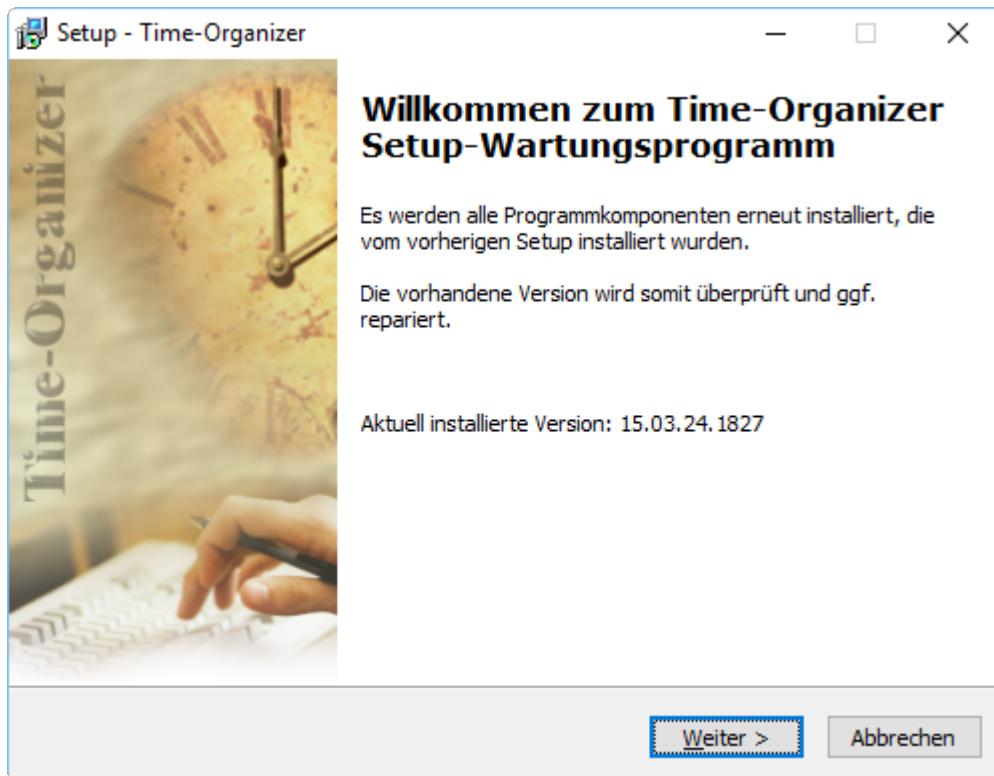 Setup - Time-Organizer
Time-Organizer
Willkommen zum Time-Organizer
Setup-Wartungsprogramm
Es werden alle Programmkomponenten erneut installiert, die
vom vorherigen Setup installiert wurden.
Die vorhandene Version wird somit überprüft und ggf.
repariert.
Aktuell installierte Version: 15.03.24.1827
Weiter >
Abbrechen